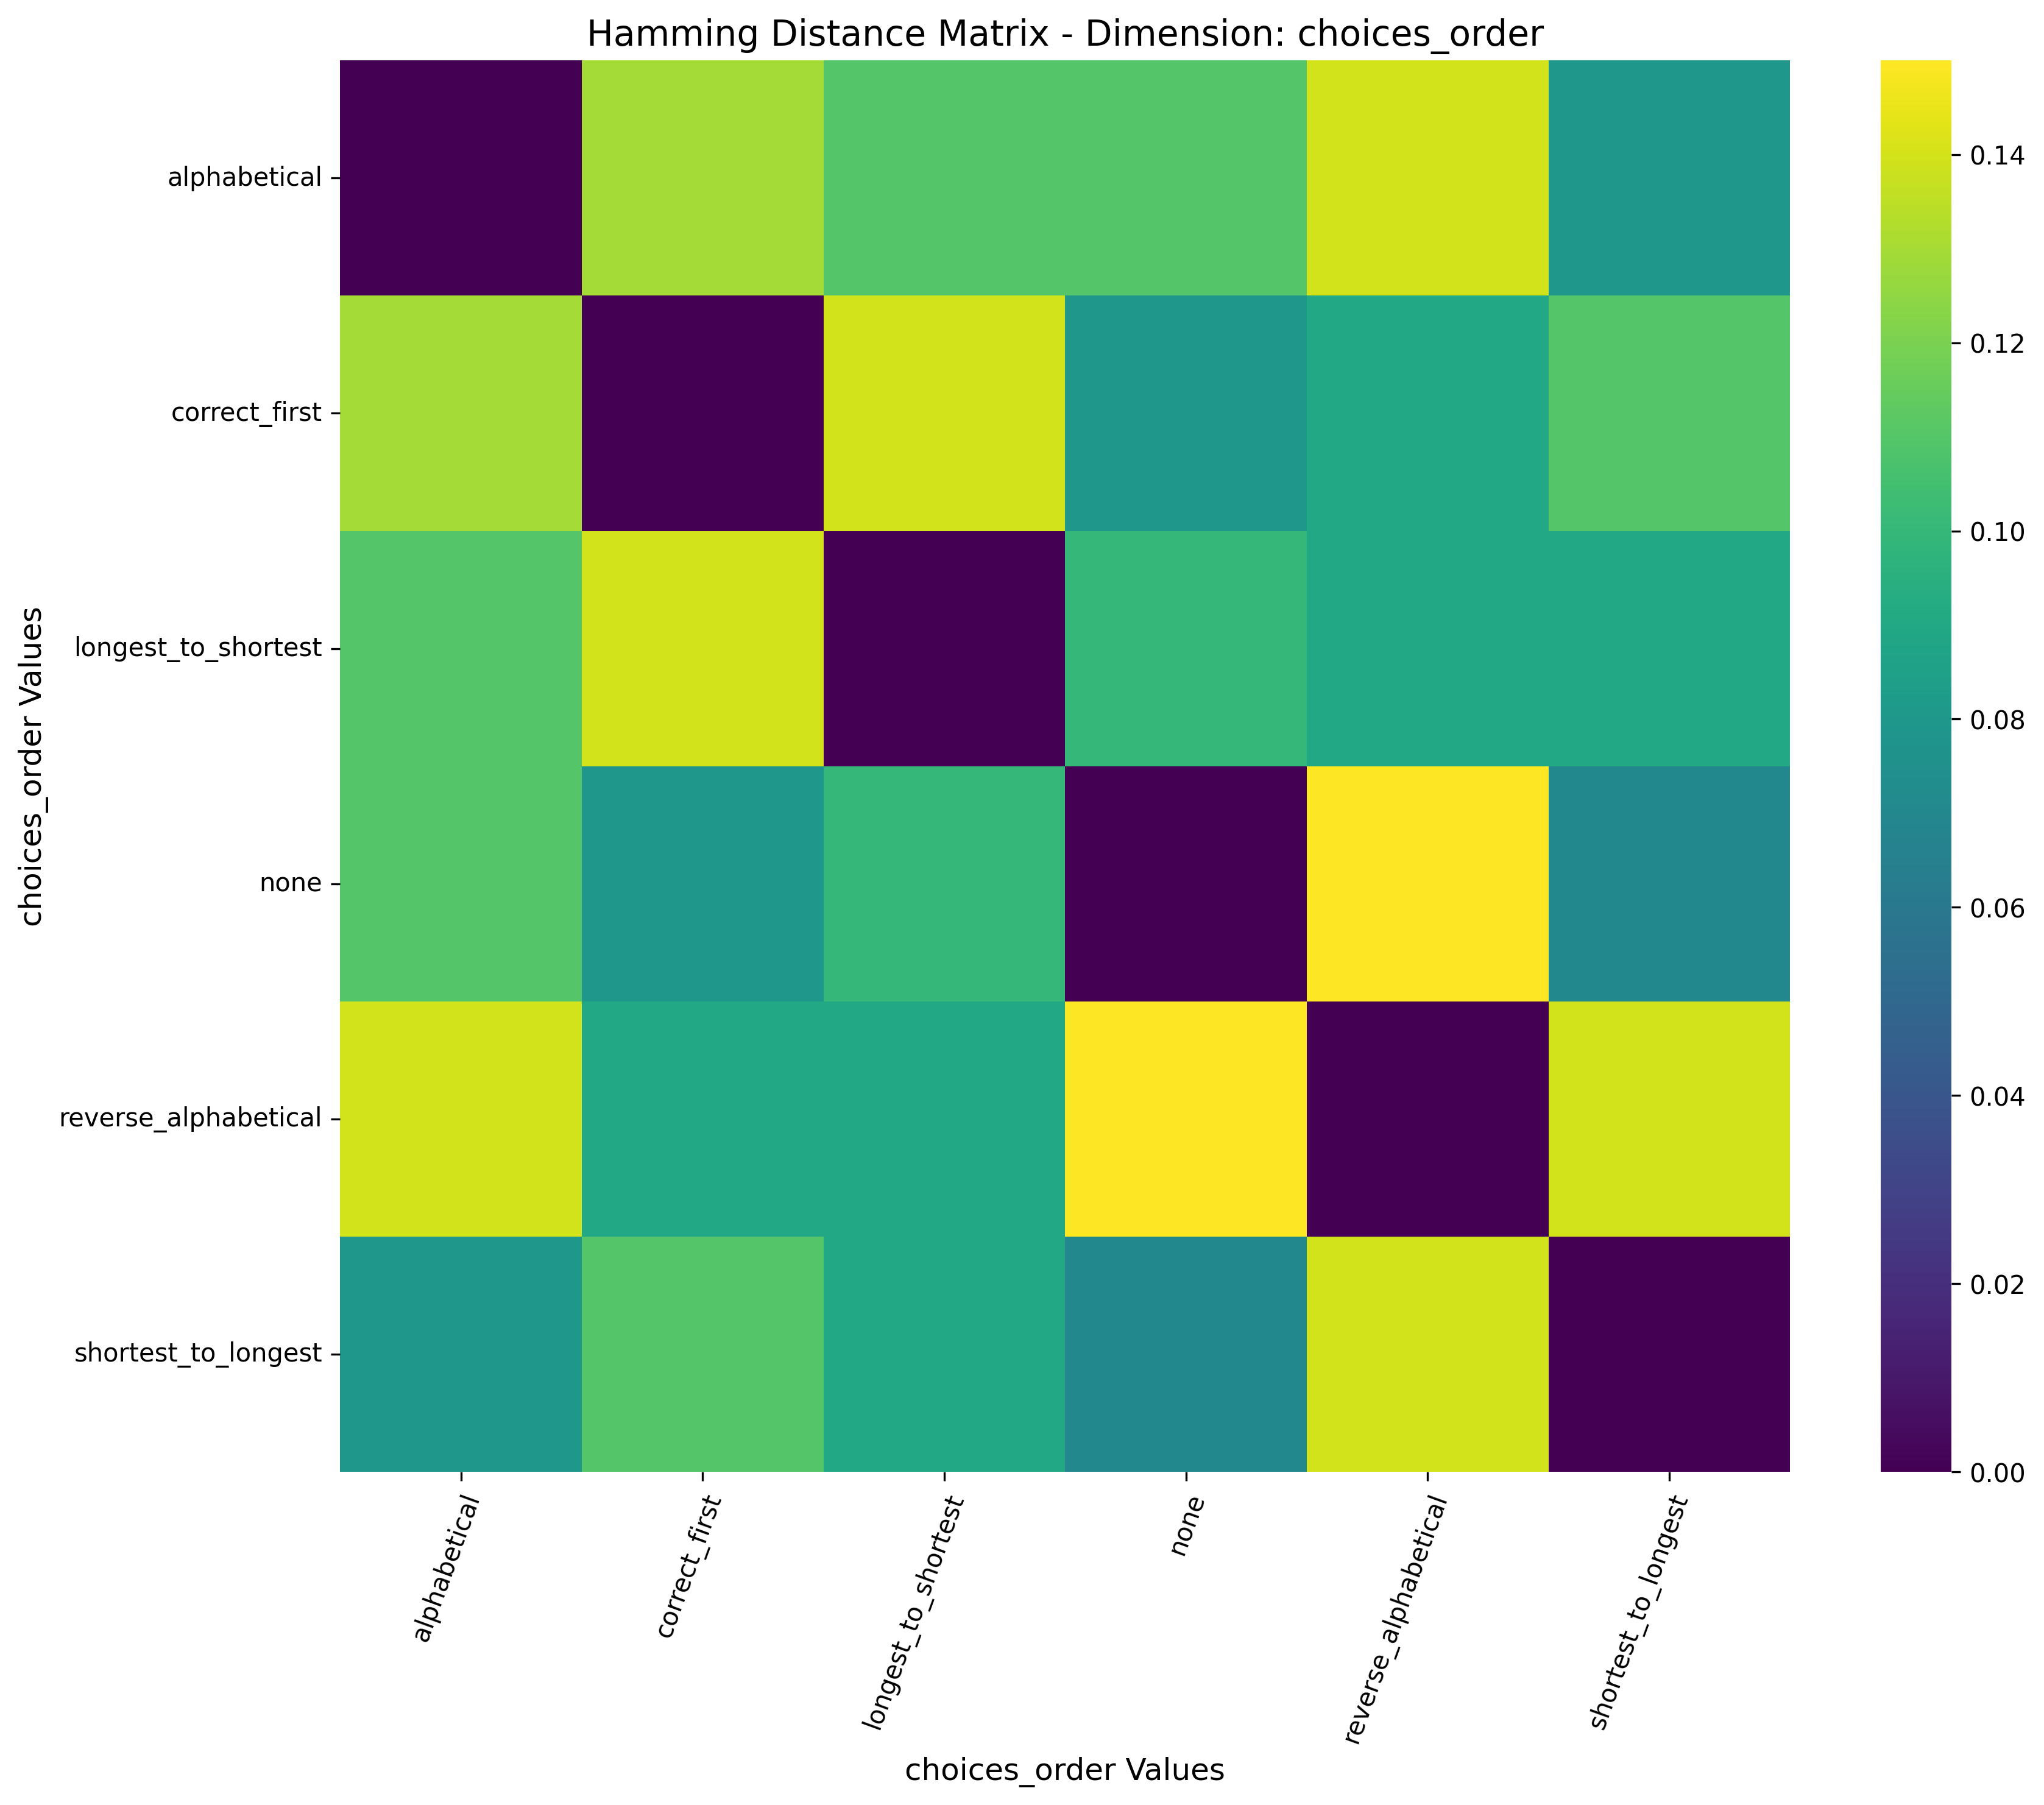 Hamming Distance Matrix - Dimension: choices_order
choices_order Values
alphabetical
correct_first
longest_to_shortest
none
reverse_alphabetical
shortest_to_longest
alphabetical
correct_first
longest_to_shortest
none
reverse_alphabetical
shortest_to_longest
choices_order Values
0.14
0.12
0.10
0.08
0.06
0.04
0.02
0.00